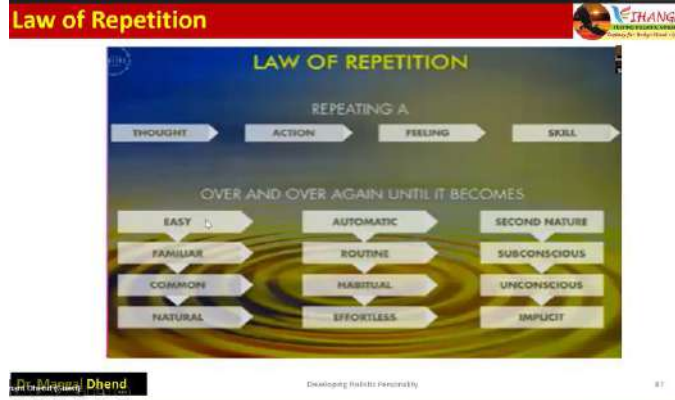 Law of Repetition
VIHANG
LAW OF REPETITION
REPEATING A
THOUGHT ACTION FEELING SKILL
OVER AND OVER AGAIN UNTIL IT BECOMES
EASY AUTOMATIC SECOND NATURE
FAMILIAR ROUTINE SUBCONSCIOUS
COMMON HABITUAL UNCONSCIOUS
NATURAL EFFORTLESS IMPLICIT
Dr. Mangal Dhend
Developing Holistic Personality